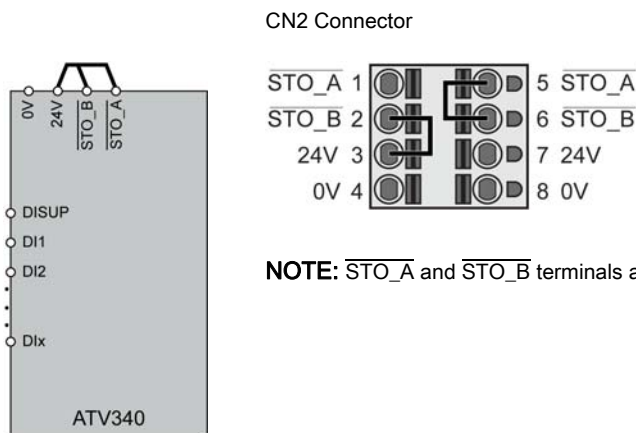 CN2 Connector
0V
24V
STO_B
STO_A
STO_A 1
5 STO_A
STO_B 2
6 STO_B
24V 3
7 24V
0V 4
8 0V
DISUP
DI1
DI2
DIx
NOTE: STO_A and STO_B terminals a
ATV340